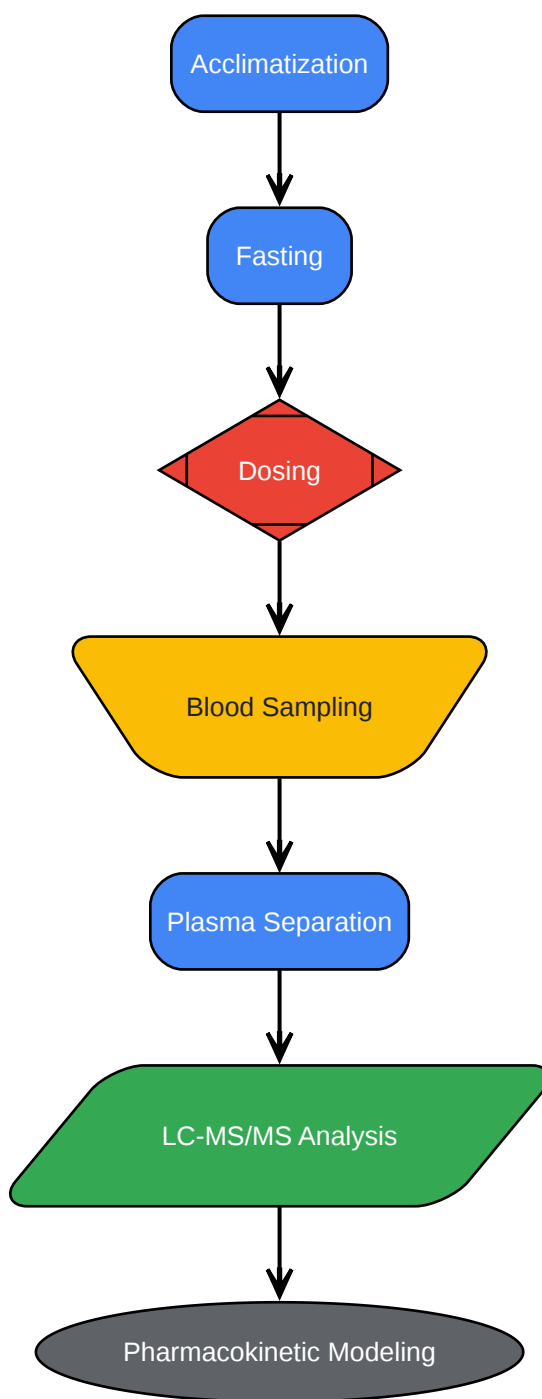 Acclimatization
Fasting
Dosing
Blood Sampling
Plasma Separation
LC-MS/MS Analysis
Pharmacokinetic Modeling